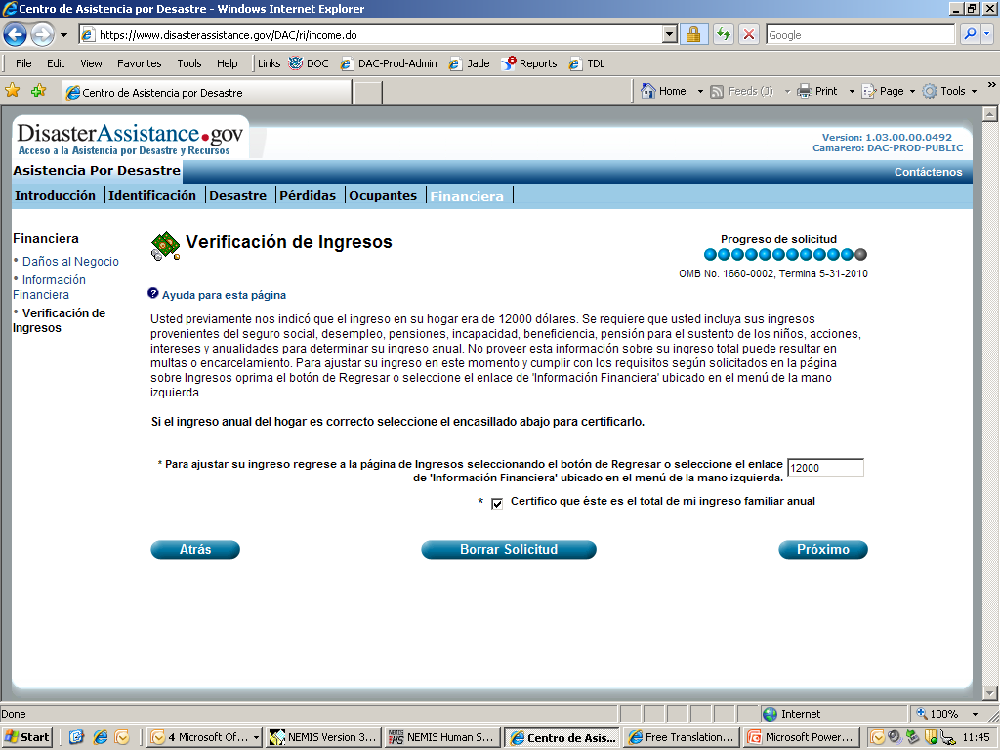 Centro de Asistencia por Desastre - Windows Internet Explorer
https://www.disasterassistance.gov/DAC/ri/income.do
Google
File Edit View Favorites Tools Help Links DOC DAC-Prod-Admin Jade Reports TDL
Centro de Asistencia por Desastre
Home Feeds (J) Print Page Tools
DisasterAssistance.gov
Acceso a la Asistencia por Desastre y Recursos
Version: 1.03.00.00.0492
Camarero: DAC-PROD-PUBLIC
Asistencia Por Desastre
Contáctenos
Introducción Identificación Desastre Pérdidas Ocupantes Financiera
Financiera
• Daños al Negocio
• Información
Financiera
• Verificación de
Ingresos
Verificación de Ingresos
Progreso de solicitud
OMB No. 1660-0002, Termina 5-31-2010
? Ayuda para esta página
Usted previamente nos indicó que el ingreso en su hogar era de 12000 dólares. Se requiere que usted incluya sus ingresos
provenientes del seguro social, desempleo, pensiones, incapacidad, beneficiencia, pensión para el sustento de los niños, acciones,
intereses y anualidades para determinar su ingreso anual. No proveer esta información sobre su ingreso total puede resultar en
multas o encarcelamiento. Para ajustar su ingreso en este momento y cumplir con los requisitos según solicitados en la página
sobre Ingresos oprima el botón de Regresar o seleccione el enlace de 'Información Financiera' ubicado en el menú de la mano
izquierda.
Si el ingreso anual del hogar es correcto seleccione el encasillado abajo para certificarlo.
* Para ajustar su ingreso regrese a la página de Ingresos seleccionando el botón de Regresar o seleccione el enlace
de 'Información Financiera' ubicado en el menú de la mano izquierda.
12000
* Certifico que éste es el total de mi ingreso familiar anual
Atrás Borrar Solicitud Próximo
Done Internet 100%
Start 4 Microsoft Of... NEMIS Version 3... NEMIS Human S... Centro de Asis... Free Translation... Microsoft Power... 11:45